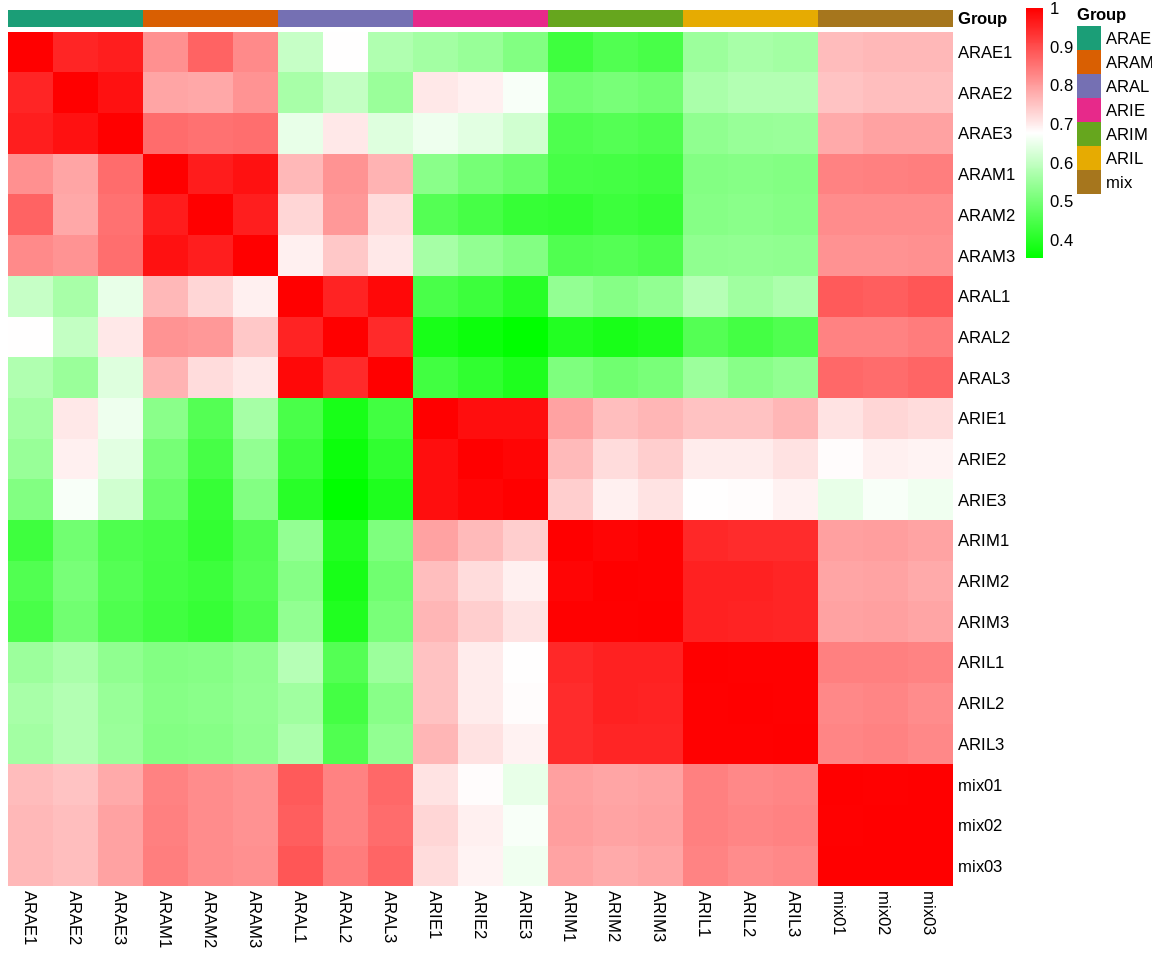 Group
ARAE1
ARAE2
ARAE3
ARAM1
ARAM2
ARAM3
ARAL1
ARAL2
ARAL3
ARIE1
ARIE2
ARIE3
ARIM1
ARIM2
ARIM3
ARIL1
ARIL2
ARIL3
mix01
mix02
mix03
1
0.9
0.8
0.7
0.6
0.5
0.4
Group
ARAE
ARAM
ARAL
ARIE
ARIM
ARIL
mix
ARAE1
ARAE2
ARAE3
ARAM1
ARAM2
ARAM3
ARAL1
ARAL2
ARAL3
ARIE1
ARIE2
ARIE3
ARIM1
ARIM2
ARIM3
ARIL1
ARIL2
ARIL3
mix01
mix02
mix03